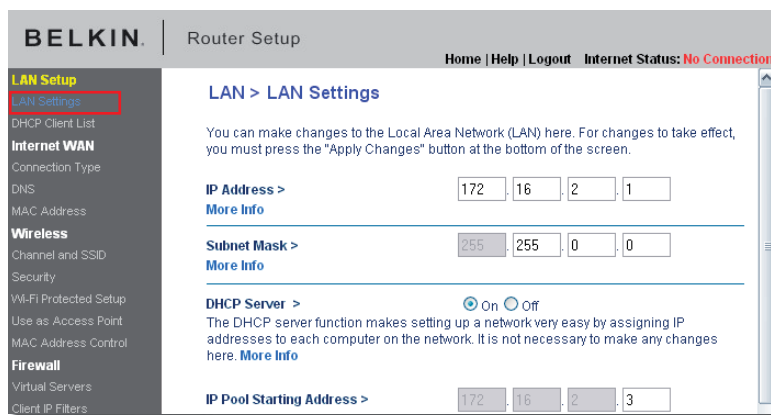 BELKIN. Router Setup
Home | Help | Logout Internet Status: No Connection
LAN Setup
LAN Settings
DHCP Client List
Internet WAN
Connection Type
DNS
MAC Address
Wireless
Channel and SSID
Security
Wi-Fi Protected Setup
Use as Access Point
MAC Address Control
Firewall
Virtual Servers
Client IP Filters
LAN > LAN Settings
You can make changes to the Local Area Network (LAN) here. For changes to take effect,
you must press the "Apply Changes" button at the bottom of the screen.
IP Address > 172 . 16 . 2 . 1
More Info
Subnet Mask > 255 . 255 . 0 . 0
More Info
DHCP Server > On Off
The DHCP server function makes setting up a network very easy by assigning IP
addresses to each computer on the network. It is not necessary to make any changes
here. More Info
IP Pool Starting Address > 172 . 16 . 2 . 3